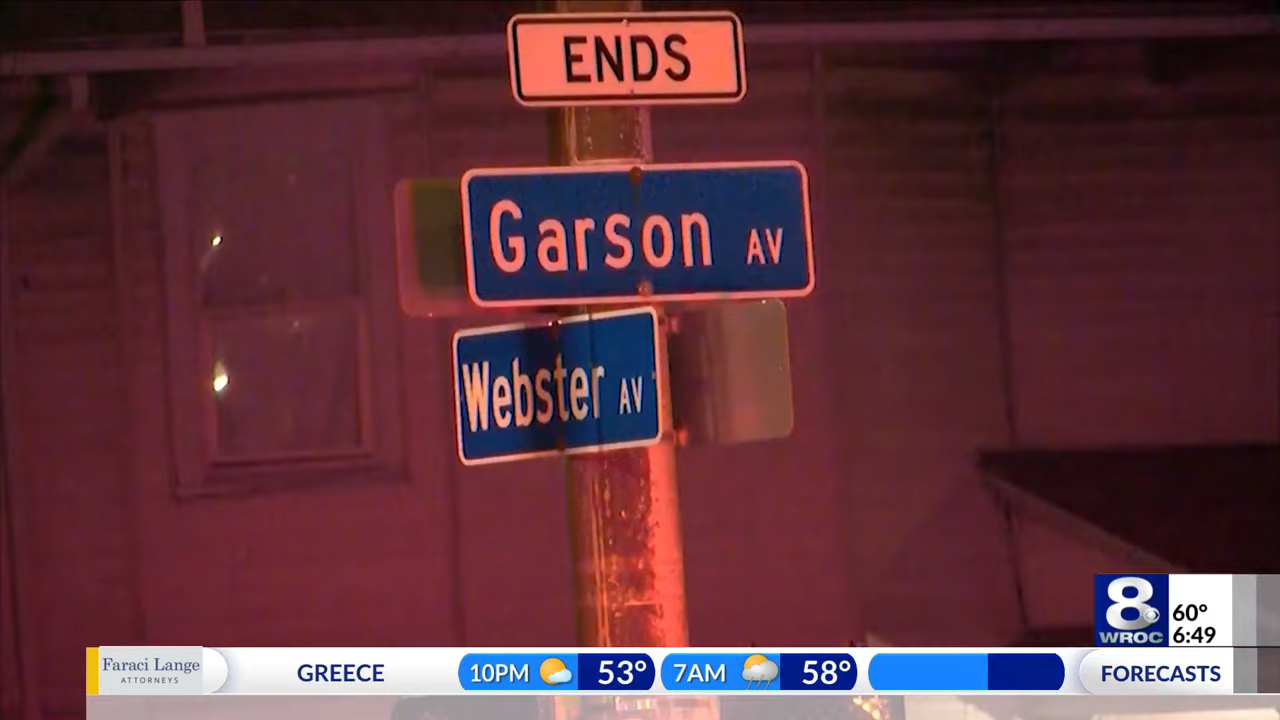 ENDS
Garson AV
Webster AV
8
WROC
60°
6:49
Faraci Lange
ATTORNEYS
GREECE
10PM
53°
7AM
58°
FORECASTS